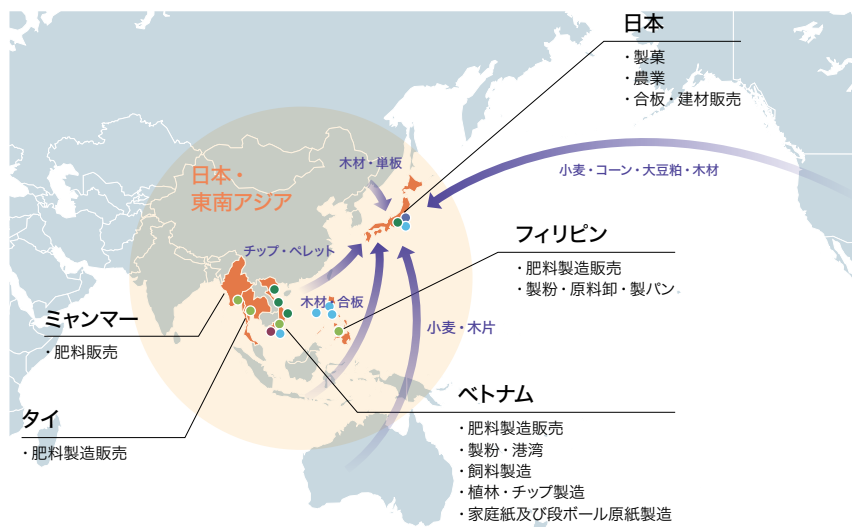 日本
・製菓
・農業
・合板・建材販売
木材・単板
小麦・コーン・大豆粕・木材
日本・
東南アジア
チップ・ペレット
フィリピン
・肥料製造販売
・製粉・原料卸・製パン
木材・合板
小麦・木片
ミャンマー
・肥料販売
ベトナム
・肥料製造販売
・製粉・港湾
・飼料製造
・植林・チップ製造
・家庭紙及び段ボール原紙製造
タイ
・肥料製造販売